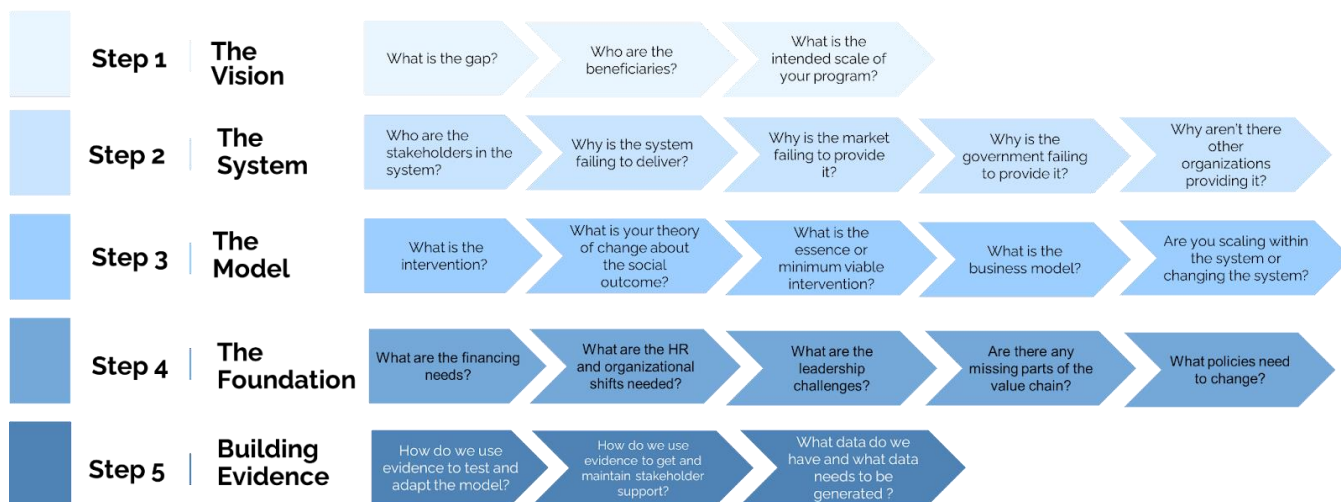 Step 1
The
Vision
What is the gap?
Who are the
beneficiaries?
What is the
intended scale of
your program?
Step 2
The
System
Who are the
stakeholders in the
system?
Why is the system
failing to deliver?
Why is the market
failing to provide
it?
Why is the
government failing
to provide it?
Why aren't there
other
organizations
providing it?
Step 3
The
Model
What is the
intervention?
What is your theory
of change about
the social
outcome?
What is the
essence or
minimum viable
intervention?
What is the
business model?
Are you scaling within
the system or
changing the system?
Step 4
The
Foundation
What are the financing
needs?
What are the HR
and organizational
shifts needed?
What are the
leadership
challenges?
Are there any
missing parts of
the value chain?
What policies need
to change?
Step 5
Building
Evidence
How do we use
evidence to test and
adapt the model?
How do we use
evidence to get and
maintain stakeholder
support?
What data do we
have and what data
needs to be
generated ?